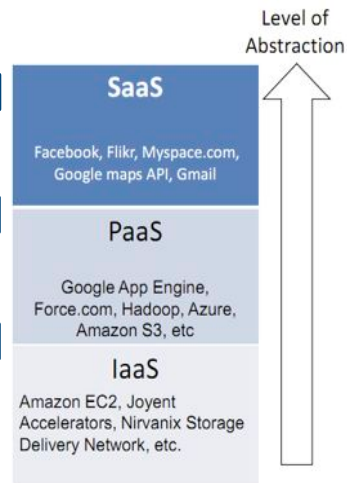 Level of
Abstraction
SaaS
Facebook, Flikr, Myspace.com,
Google maps API, Gmail
PaaS
Google App Engine,
Force.com, Hadoop, Azure,
Amazon S3, etc
IaaS
Amazon EC2, Joyent
Accelerators, Nirvanix Storage
Delivery Network, etc.